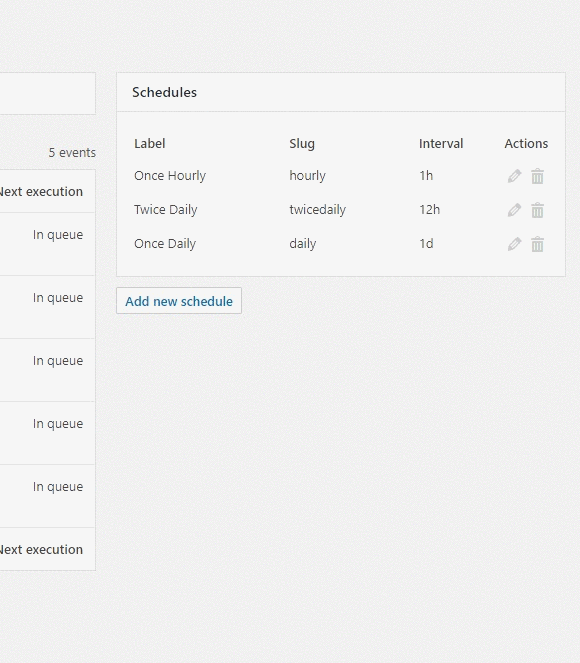 Schedules
Label Slug Interval Actions
Once Hourly hourly 1h
Twice Daily twicedaily 12h
Once Daily daily 1d
Add new schedule
5 events
Next execution
In queue
In queue
In queue
In queue
In queue
Next execution